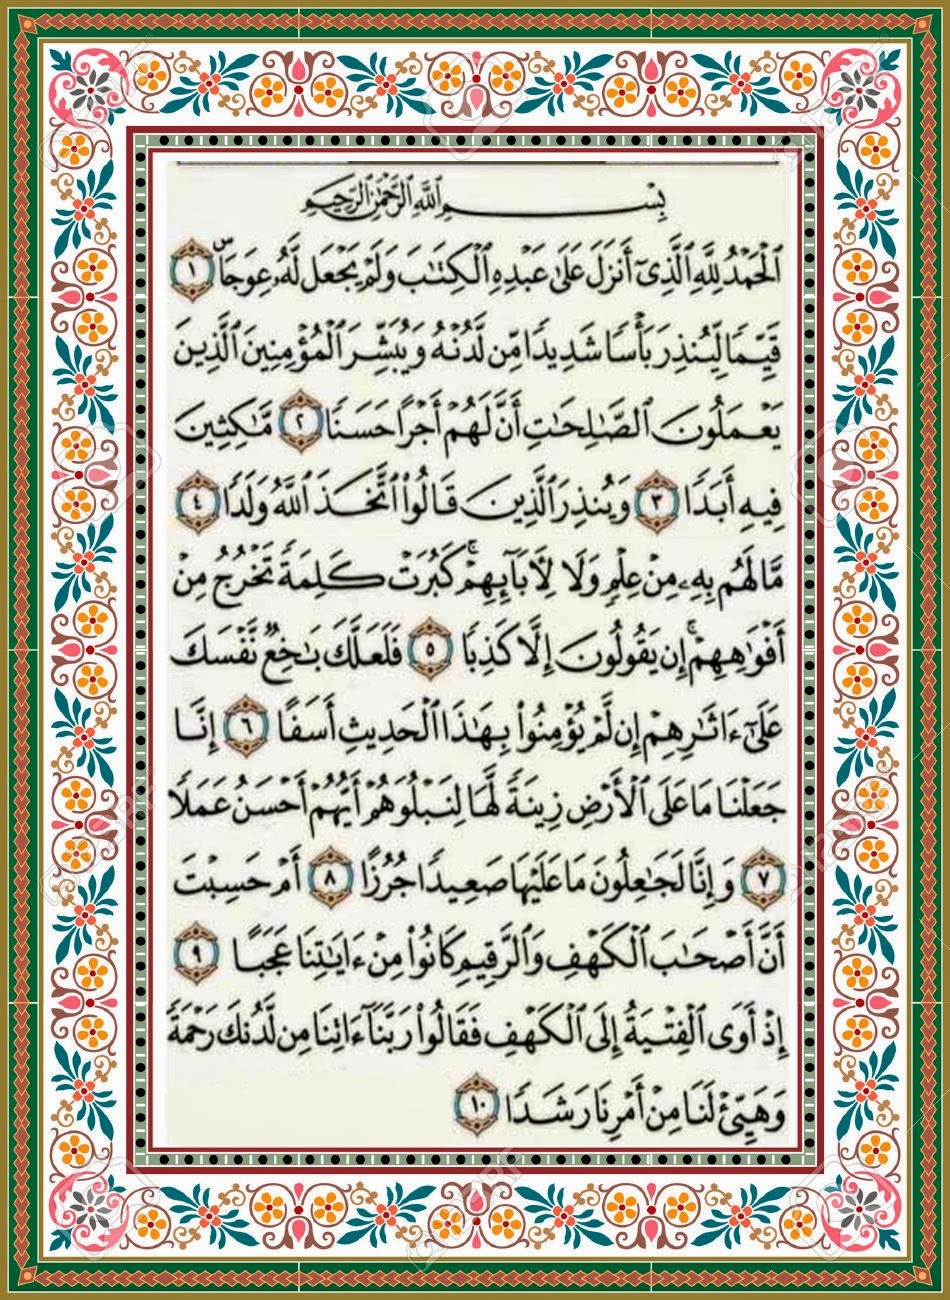 بِسْمِ ٱللَّهِ ٱلرَّحْمَٰنِ ٱلرَّحِيمِ
ٱلْحَمْدُ لِلَّهِ ٱلَّذِىٓ أَنزَلَ عَلَىٰ عَبْدِهِ ٱلْكِتَٰبَ وَلَمْ يَجْعَل لَّهُۥ عِوَجَاۜ ١
قَيِّمًا لِّيُنذِرَ بَأْسًا شَدِيدًا مِّن لَّدُنْهُ وَيُبَشِّرَ ٱلْمُؤْمِنِينَ ٱلَّذِينَ
يَعْمَلُونَ ٱلصَّٰلِحَٰتِ أَنَّ لَهُمْ أَجْرًا حَسَنًا ٢ مَّٰكِثِينَ
فِيهِ أَبَدًا ٣ وَيُنذِرَ ٱلَّذِينَ قَالُوا۟ ٱتَّخَذَ ٱللَّهُ وَلَدًا ٤
مَّا لَهُم بِهِۦ مِنْ عِلْمٍ وَلَا لِءَابَآئِهِمْ ۚ كَبُرَتْ كَلِمَةً تَخْرُجُ مِنْ
أَفْوَٰهِهِمْ ۚ إِن يَقُولُونَ إِلَّا كَذِبًا ٥ فَلَعَلَّكَ بَٰخِعٌ نَّفْسَكَ
عَلَىٰٓ ءَاثَٰرِهِمْ إِن لَّمْ يُؤْمِنُوا۟ بِهَٰذَا ٱلْحَدِيثِ أَسَفًا ٦ إِنَّا
جَعَلْنَا مَا عَلَى ٱلْأَرْضِ زِينَةً لَّهَا لِنَبْلُوَهُمْ أَيُّهُمْ أَحْسَنُ عَمَلًا
٧ وَإِنَّا لَجَٰعِلُونَ مَا عَلَيْهَا صَعِيدًا جُرُزًا ٨ أَمْ حَسِبْتَ
أَنَّ أَصْحَٰبَ ٱلْكَهْفِ وَٱلرَّقِيمِ كَانُوا۟ مِنْ ءَايَٰتِنَا عَجَبًا ٩
إِذْ أَوَى ٱلْفِتْيَةُ إِلَى ٱلْكَهْفِ فَقَالُوا۟ رَبَّنَآ ءَاتِنَا مِن لَّدُنكَ رَحْمَةً
وَهَيِّئْ لَنَا مِنْ أَمْرِنَا رَشَدًا ١٠